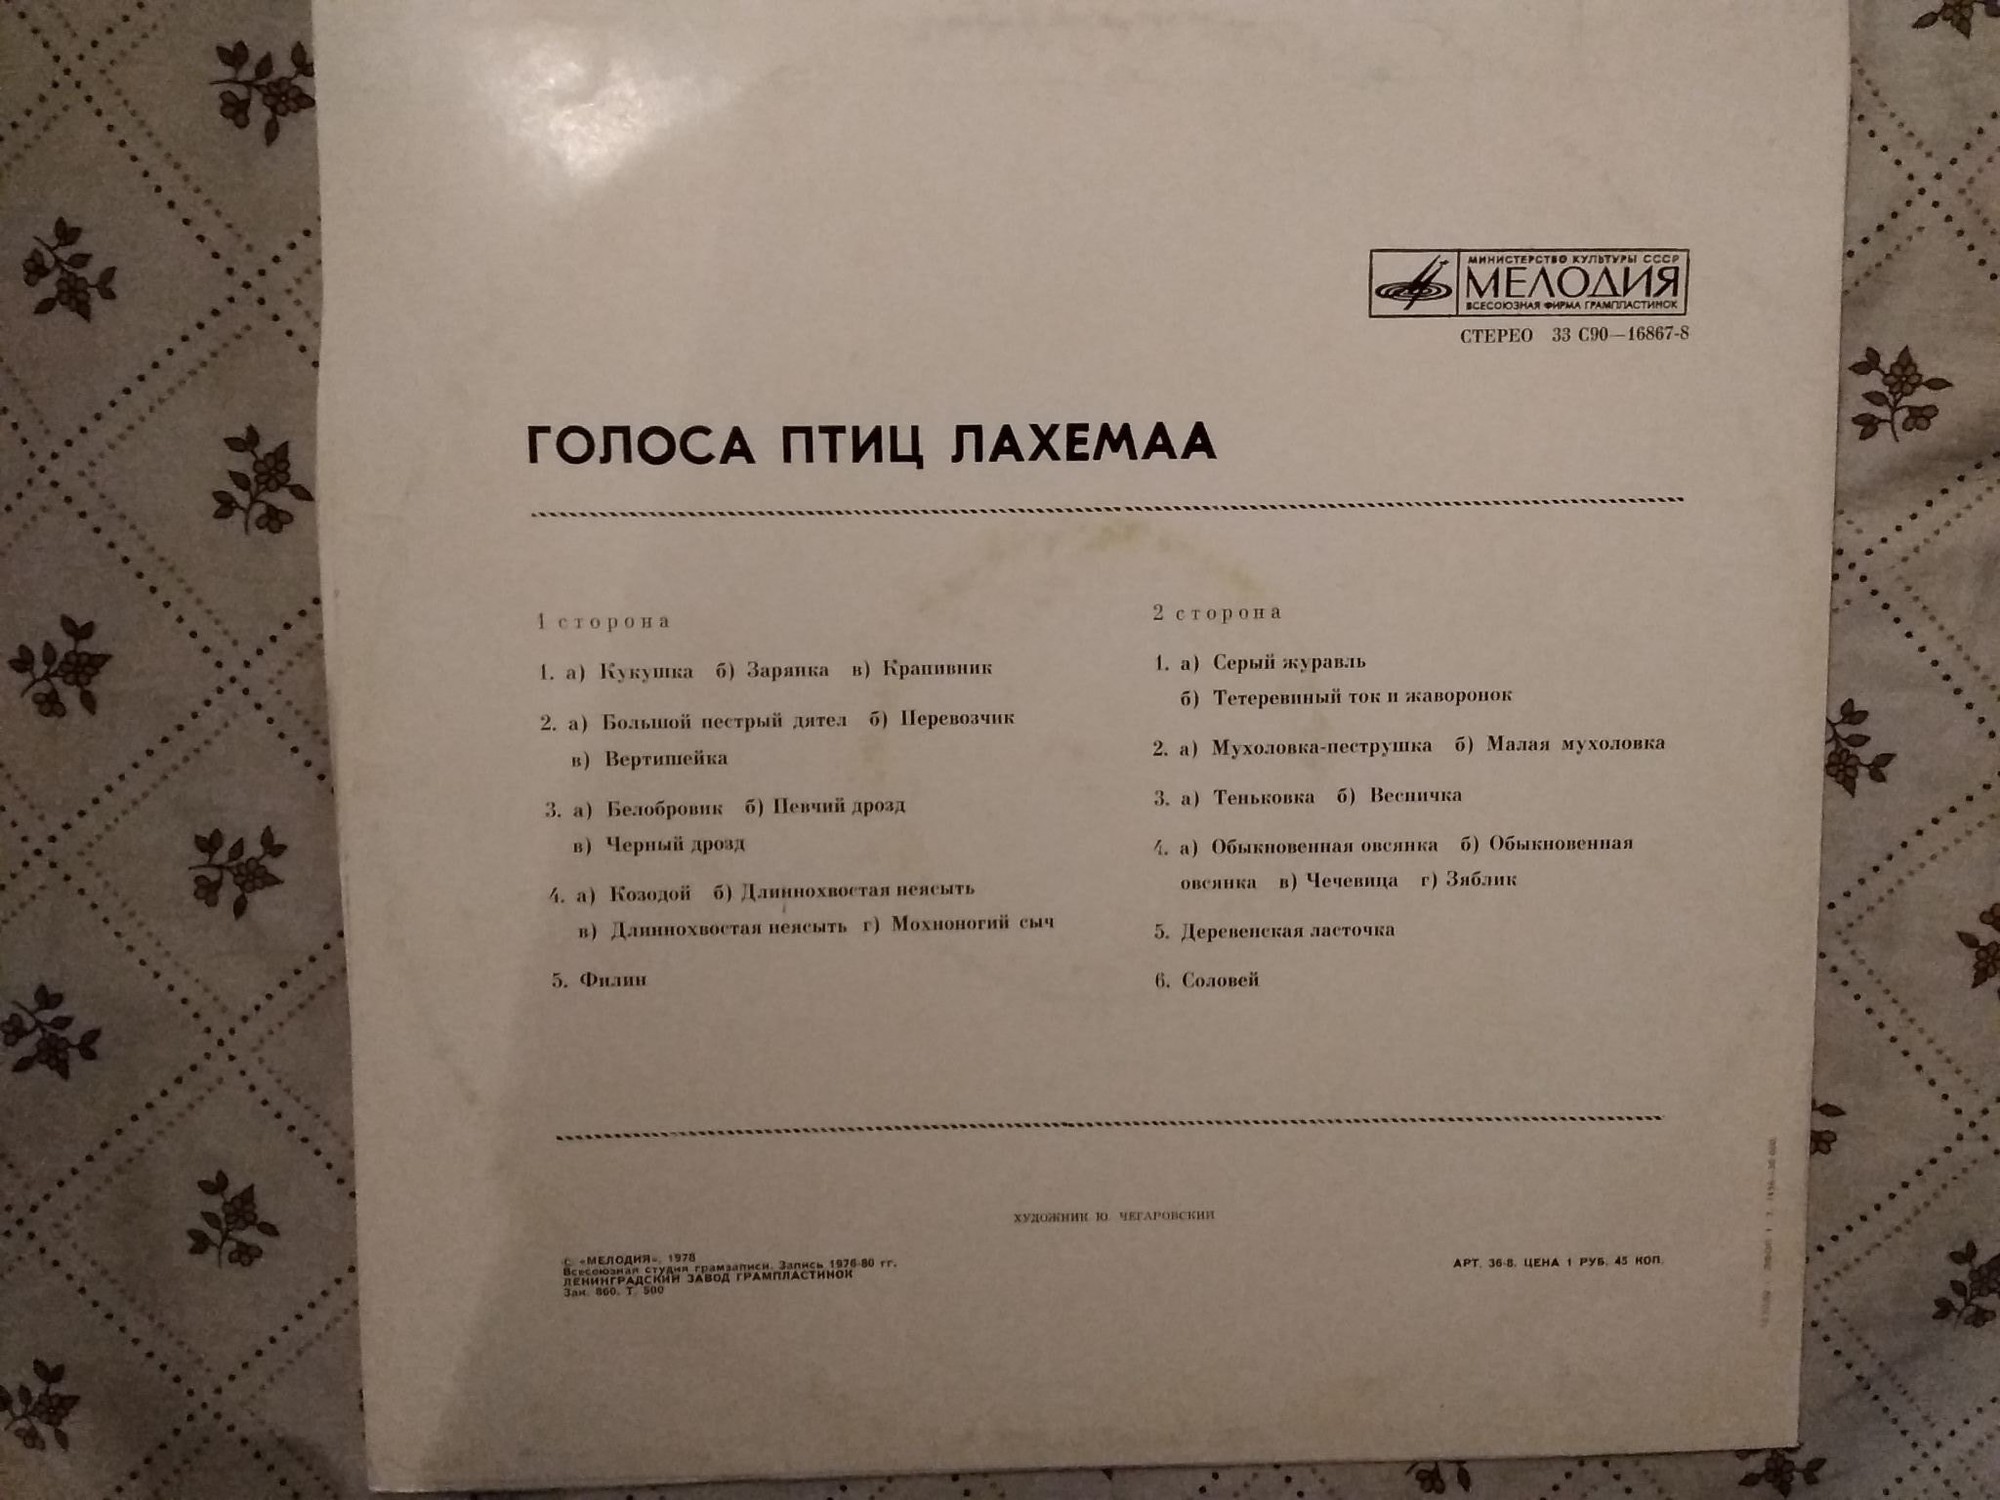 МИНИСТЕРСТВО КУЛЬТУРЫ СССР
МЕЛОДИЯ
ВСЕСОЮЗНАЯ ФИРМА ГРАМПЛАСТИНОК
СТЕРЕО 33 С90—16867-8
ГОЛОСА ПТИЦ ЛАХЕМАА
1 сторона
1. а) Кукушка б) Зарянка в) Крапивник
2. а) Большой пестрый дятел б) Перевозчик
в) Вертишейка
3. а) Белобровик б) Певчий дрозд
в) Черный дрозд
4. а) Козодой б) Длиннохвостая неясыть
в) Длиннохвостая неясыть г) Мохноногий сыч
5. Филин
2 сторона
1. а) Серый журавль
б) Тетеревиный ток и жаворонок
2. а) Мухоловка-пеструшка б) Малая мухоловка
3. а) Теньковка б) Весничка
4. а) Обыкновенная овсянка б) Обыкновенная
овсянка в) Чечевица г) Зяблик
5. Деревенская ласточка
6. Соловей
ХУДОЖНИК Ю. ЧЕГАРОВСКИЙ
С «МЕЛОДИЯ», 1978
Всесоюзная студия грамзаписи. Запись 1976-80 гг.
ЛЕНИНГРАДСКИЙ ЗАВОД ГРАМПЛАСТИНОК
Зак. 860. Т. 500
АРТ. 36-8. ЦЕНА 1 РУБ. 45 КОП.